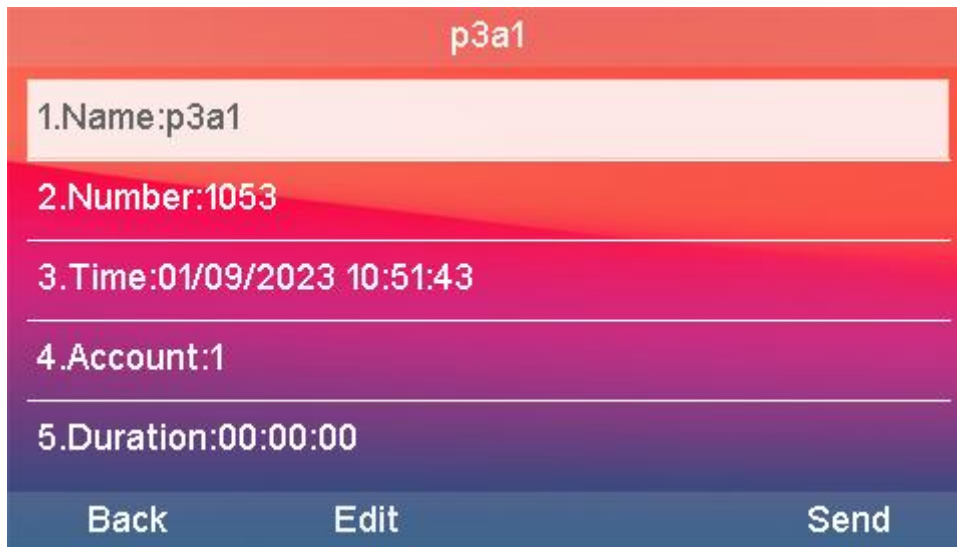 p3a1
1.Name:p3a1
2.Number:1053
3.Time:01/09/2023 10:51:43
4.Account:1
5.Duration:00:00:00
Back Edit Send